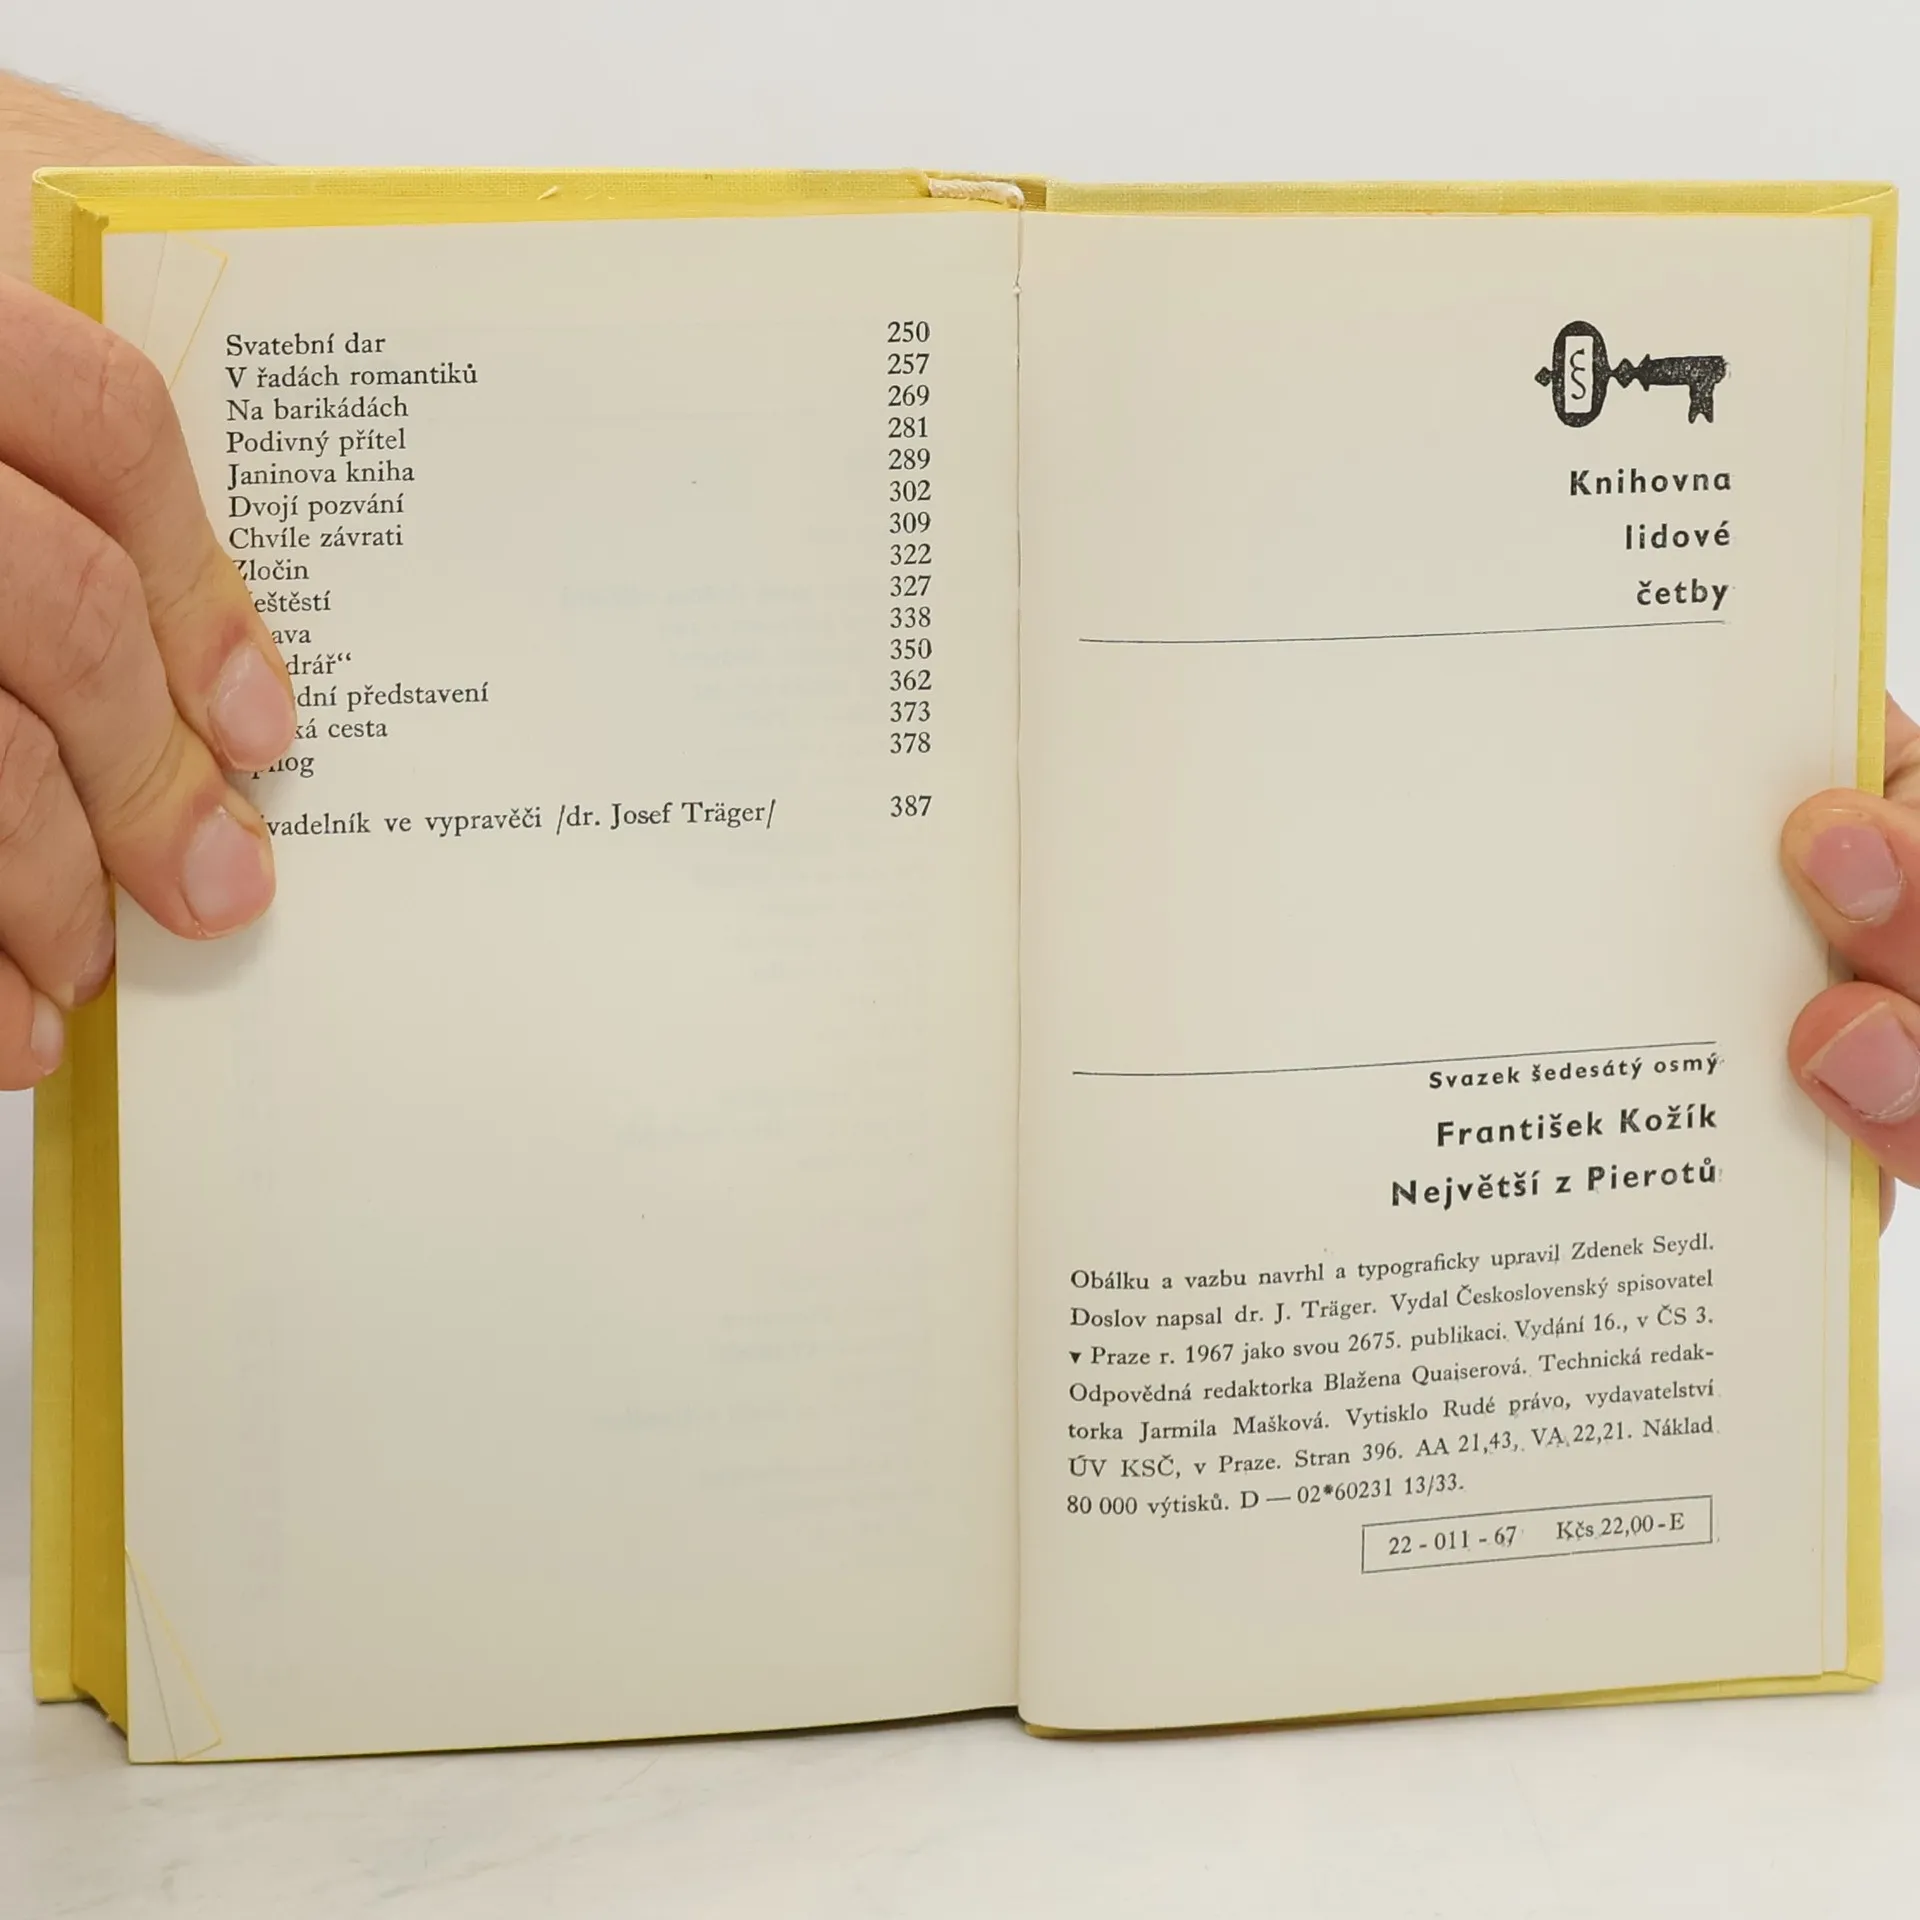 Svatební dar 250
V řadách romantiků 257
Na barikádách 269
Podivný přítel 281
Janinova kniha 289
Dvojí pozvání 302
Chvíle závrati 309
Zločin 322
eštěstí 327
ava 338
drář“ 350
dní představení 362
ká cesta 373
378
vadelník ve vypravěči /dr. Josef Träger/ 387
Knihovna
lidové
četby
Svazek šedesátý osmý
František Kožík
Největší z Pierotů
Obálku a vazbu navrhl a typograficky upravil Zdenek Seydl.
Doslov napsal dr. J. Träger. Vydal Československý spisovatel
v Praze r. 1967 jako svou 2675. publikaci. Vydání 16., v ČS 3.
Odpovědná redaktorka Blažena Quaiserová. Technická redak-
torka Jarmila Mašková. Vytisklo Rudé právo, vydavatelství
ÚV KSČ, v Praze. Stran 396. AA 21,43, VA 22,21. Náklad
80 000 výtisků. D — 02*60231 13/33.
22 - 011 - 67 Kčs 22,00 - E